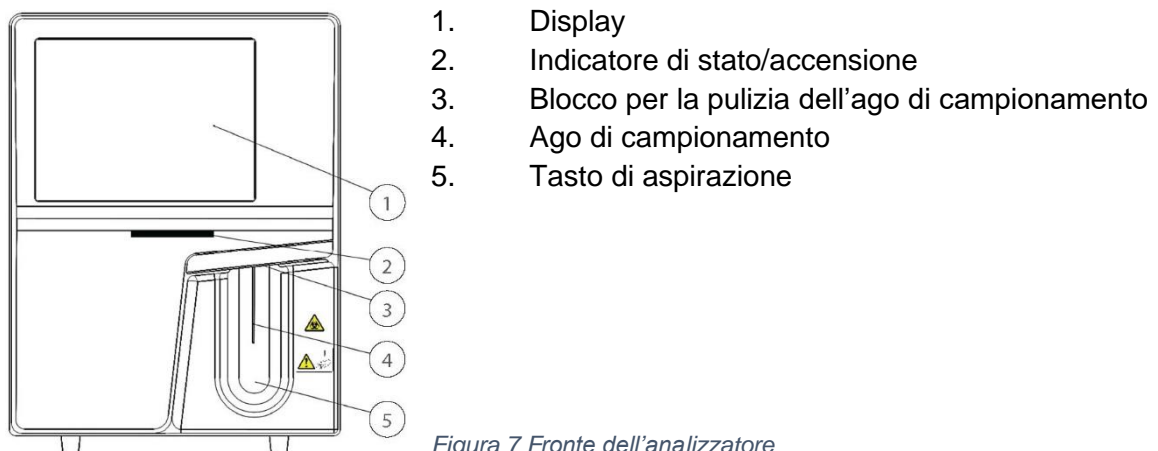 1. Display
2. Indicatore di stato/accensione
3. Blocco per la pulizia dell'ago di campionamento
4. Ago di campionamento
5. Tasto di aspirazione
1
2
3
4
5
Figura 7 Fronte dell'analizzatore